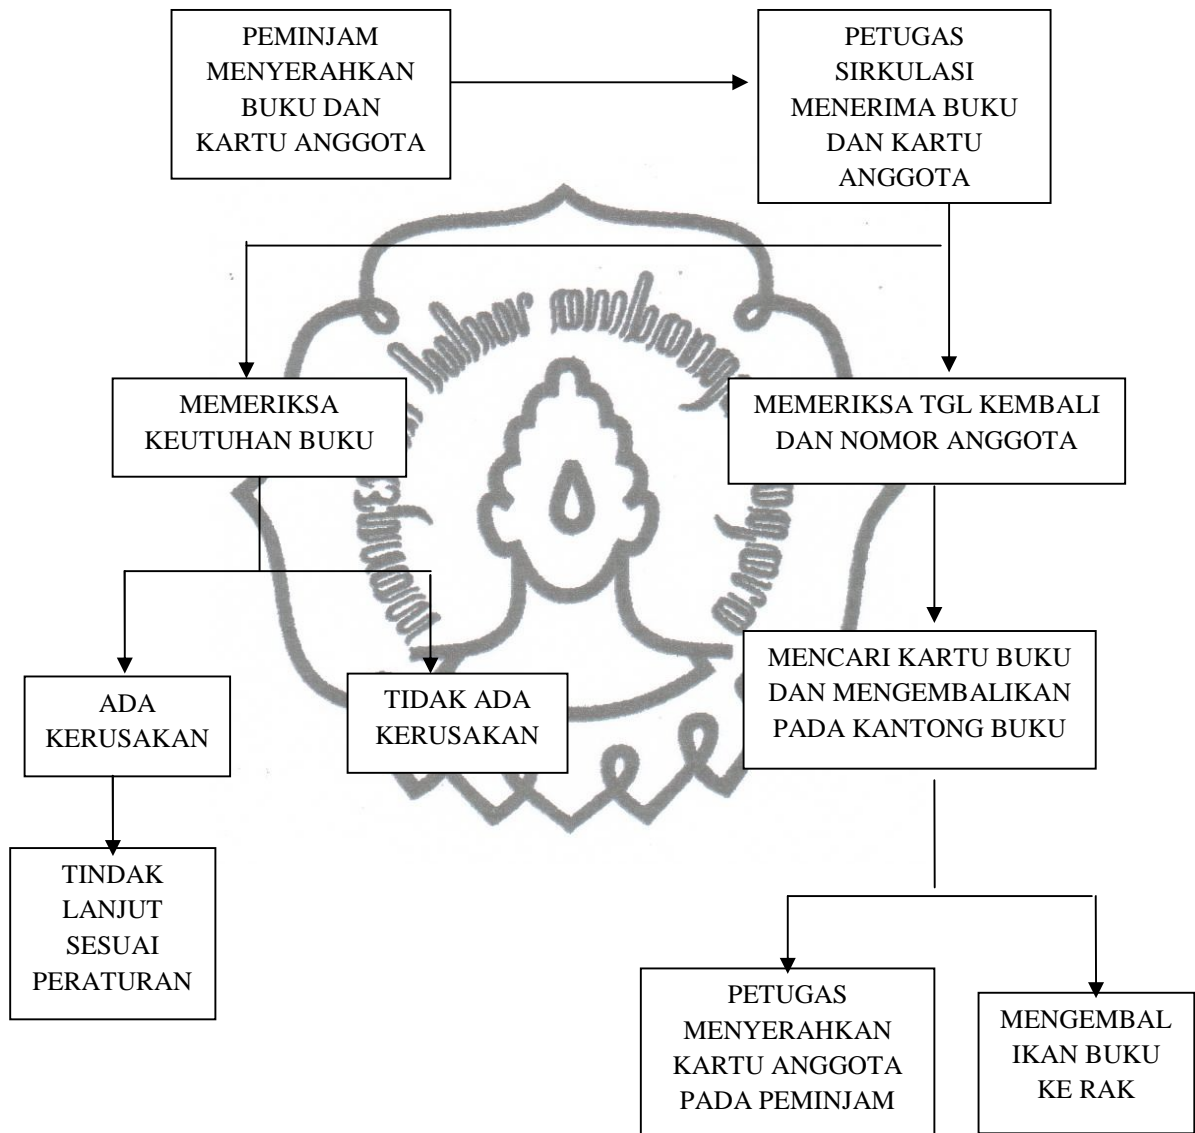 PEMINJAM
MENYERAHKAN
BUKU DAN
KARTU ANGGOTA
PETUGAS
SIRKULASI
MENERIMA BUKU
DAN KARTU
ANGGOTA
MEMERIKSA
KEUTUHAN BUKU
MEMERIKSA TGL KEMBALI
DAN NOMOR ANGGOTA
ADA
KERUSAKAN
TIDAK ADA
KERUSAKAN
MENCARI KARTU BUKU
DAN MENGEMBALIKAN
PADA KANTONG BUKU
TINDAK
LANJUT
SESUAI
PERATURAN
PETUGAS
MENYERAHKAN
KARTU ANGGOTA
PADA PEMINJAM
MENGEMBAL
IKAN BUKU
KE RAK